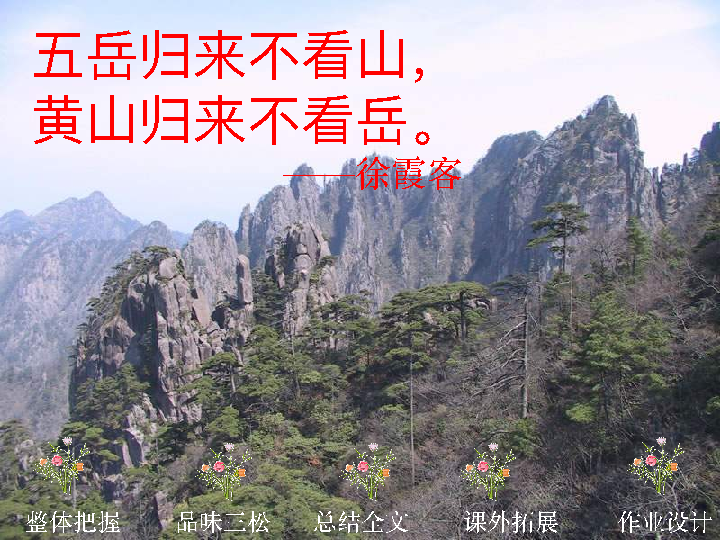 五岳归来不看山，
黄山归来不看岳。
———徐霞客
整体把握 品味三松 总结全文 课外拓展 作业设计